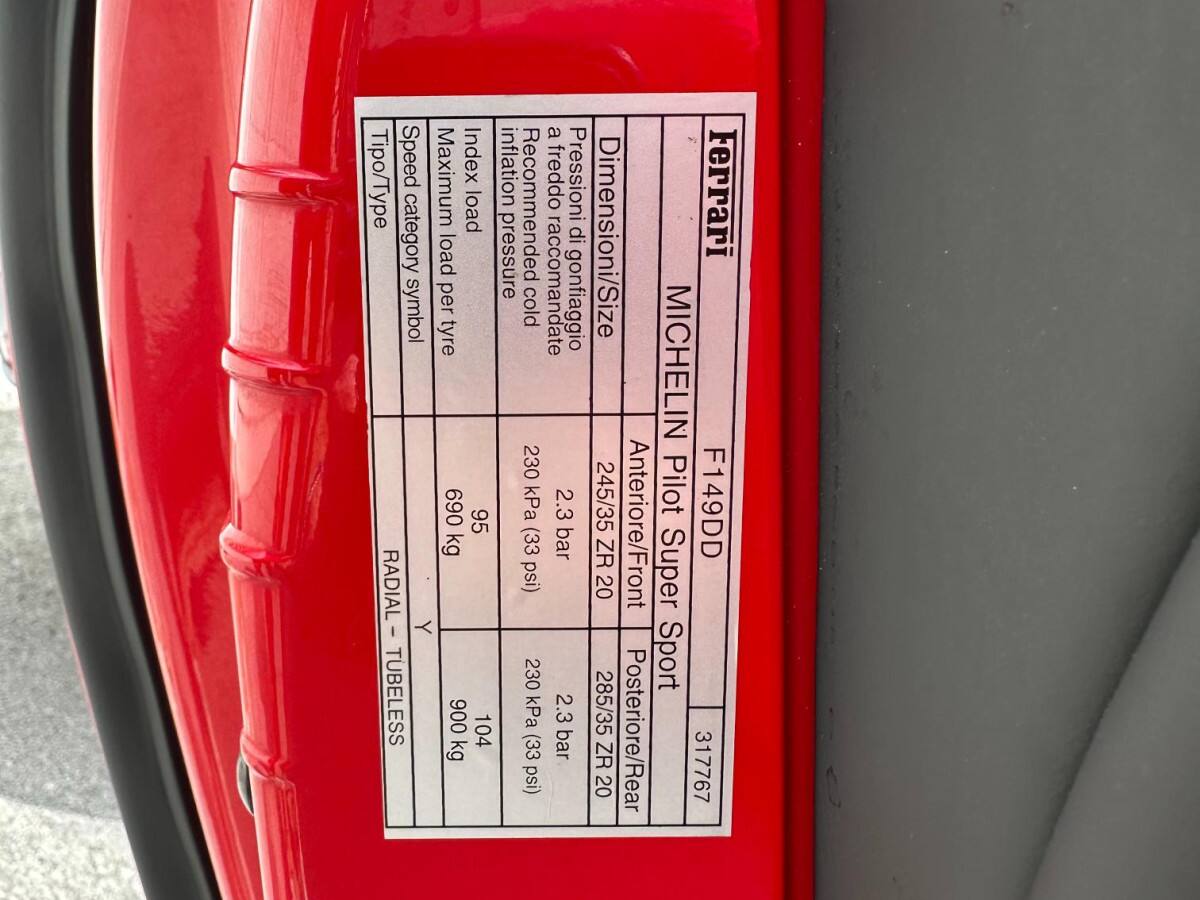 Ferrari F149DD 317767
MICHELIN Pilot Super Sport
Anteriore/Front Posteriore/Rear
Dimensioni/Size 245/35 ZR 20 285/35 ZR 20
Pressioni di gonfiaggio
a freddo raccomandate 2.3 bar 2.3 bar
Recommended cold 230 kPa (33 psi) 230 kPa (33 psi)
inflation pressure
Index load 95 104
Maximum load per tyre 690 kg 900 kg
Speed category symbol Y
Tipo/Type RADIAL - TUBELESS